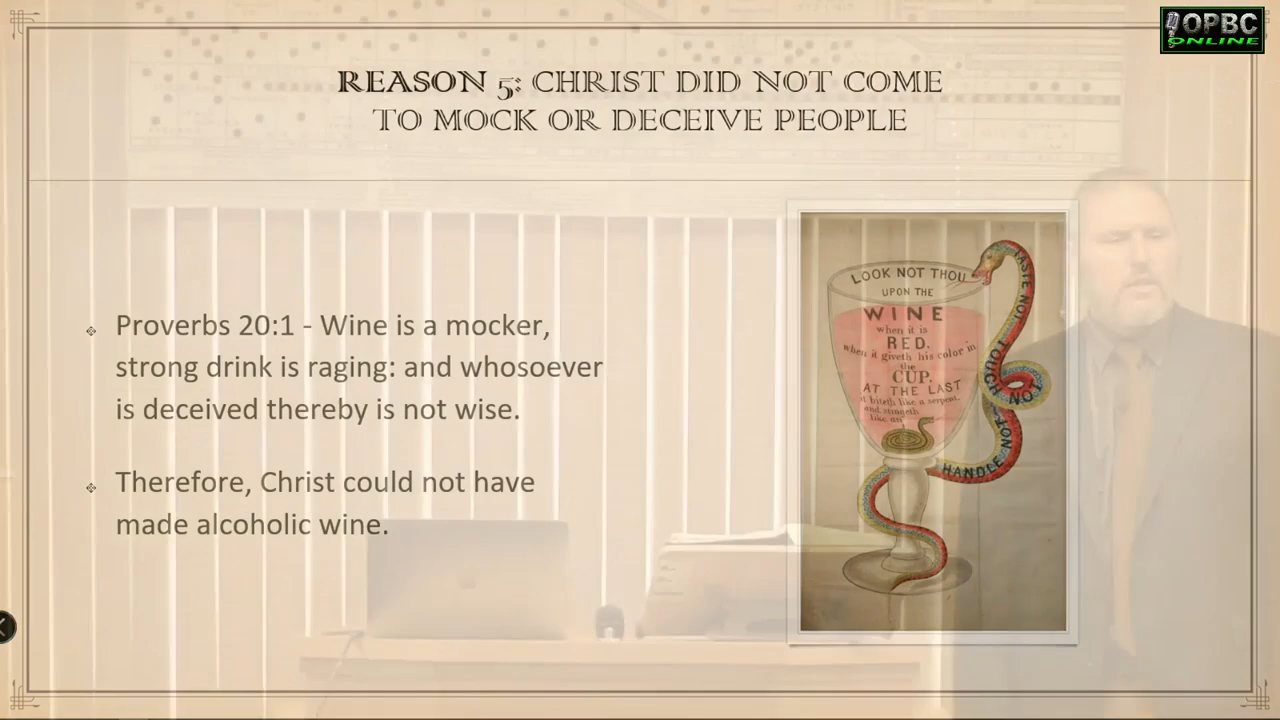 OPBC
ONLINE
REASON 5: CHRIST DID NOT COME
TO MOCK OR DECEIVE PEOPLE
Proverbs 20:1 - Wine is a mocker,
strong drink is raging: and whosoever
is deceived thereby is not wise.
Therefore, Christ could not have
made alcoholic wine.
LOOK NOT THOU
UPON THE
WINE
when it is
RED.
when it giveth his color in
the
CUP.
AT THE LAST
it biteth like a serpent.
and stingeth
like an
TASTE NOT
TOUCH NOT
HANDLE NOT